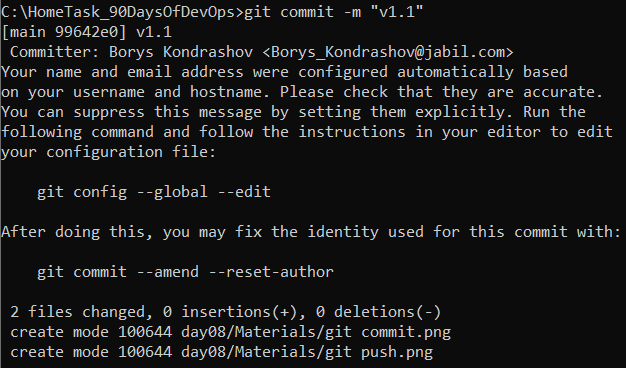 C:\HomeTask_90DaysOfDevOps>git commit -m "v1.1"
[main 99642e0] v1.1
 Committer: Borys Kondrashov <Borys_Kondrashov@jabil.com>
Your name and email address were configured automatically based
on your username and hostname. Please check that they are accurate.
You can suppress this message by setting them explicitly. Run the
following command and follow the instructions in your editor to edit
your configuration file:

    git config --global --edit

After doing this, you may fix the identity used for this commit with:

    git commit --amend --reset-author

 2 files changed, 0 insertions(+), 0 deletions(-)
 create mode 100644 day08/Materials/git commit.png
 create mode 100644 day08/Materials/git push.png